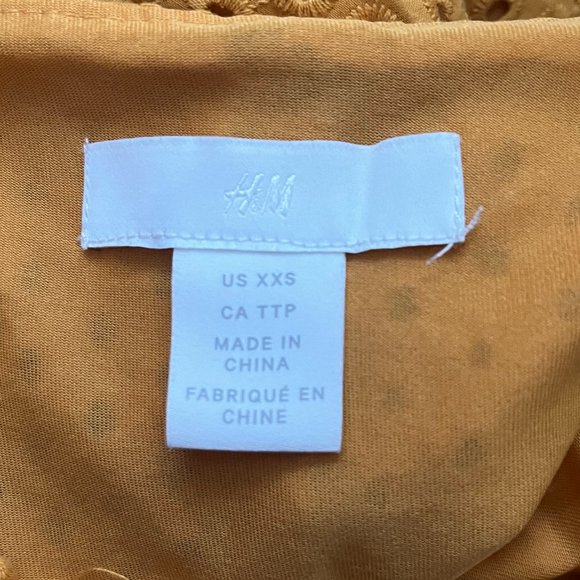 H&M
US XXS
CA TTP
MADE IN
CHINA
FABRIQUÉ EN
CHINE